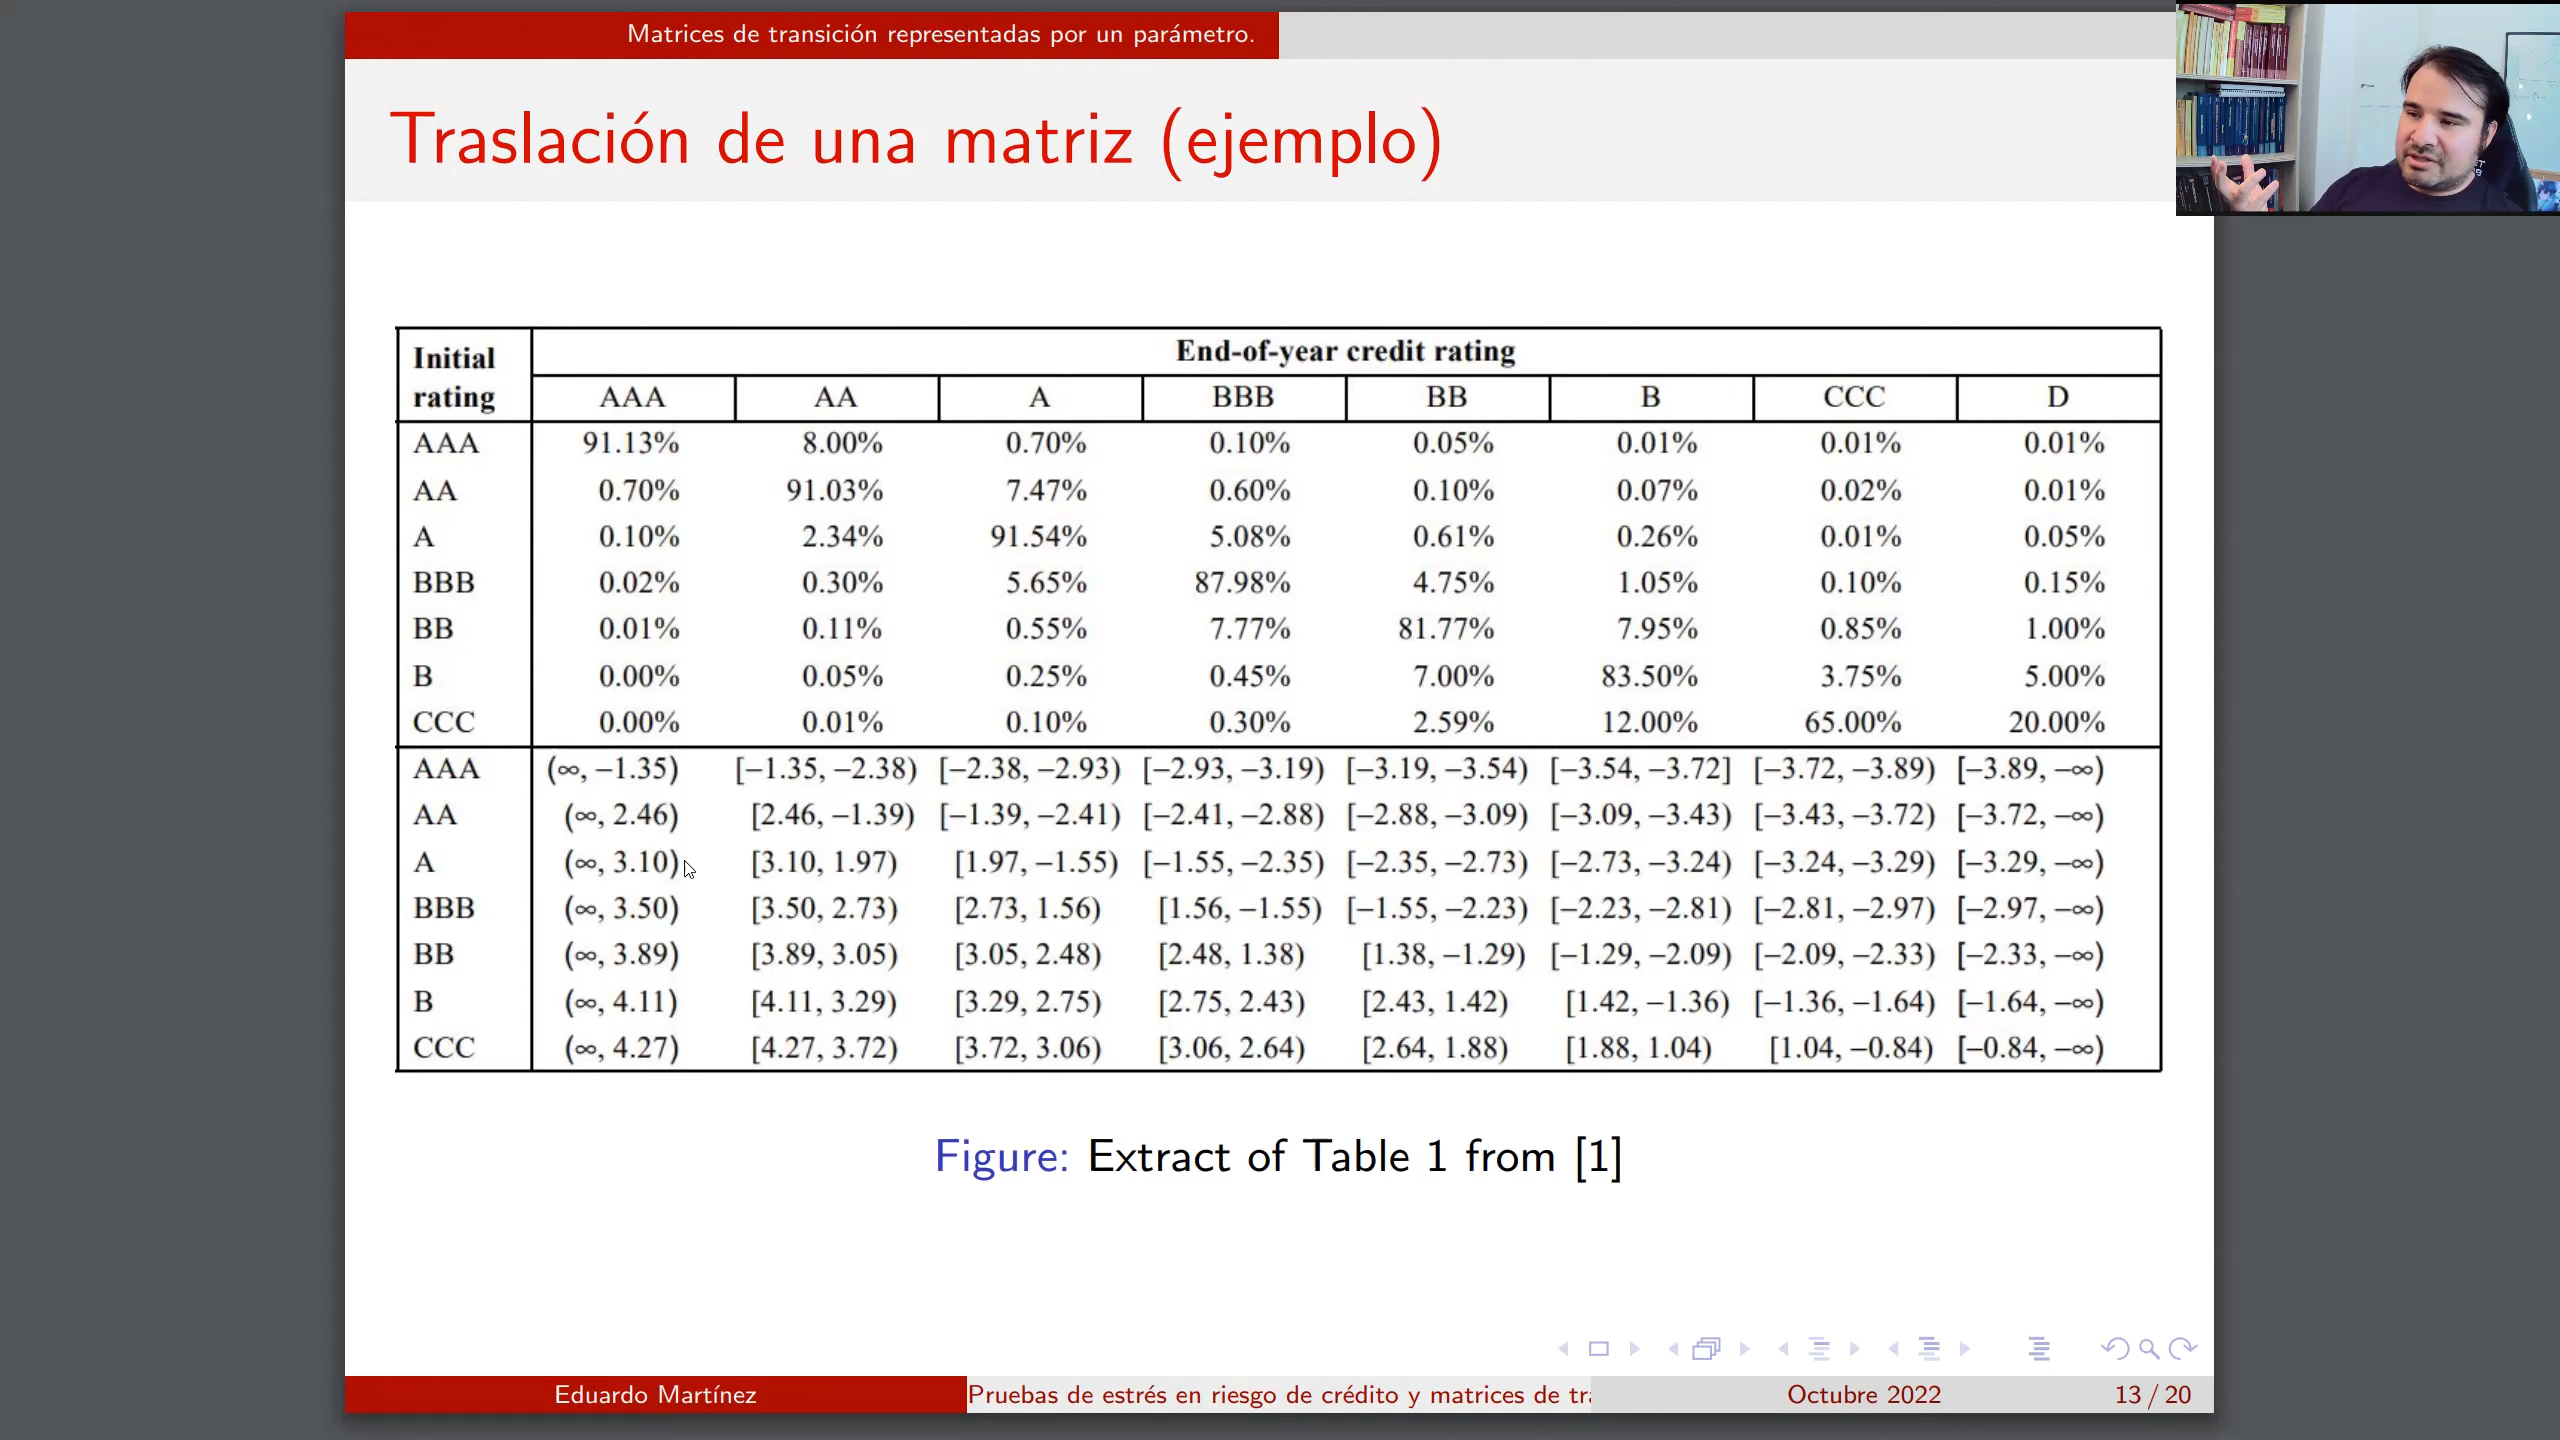 Matrices de transición representadas por un parámetro.
Traslación de una matriz (ejemplo)
Initial rating End-of-year credit rating
AAA AA A BBB BB B CCC D
AAA 91.13% 8.00% 0.70% 0.10% 0.05% 0.01% 0.01% 0.01%
AA 0.70% 91.03% 7.47% 0.60% 0.10% 0.07% 0.02% 0.01%
A 0.10% 2.34% 91.54% 5.08% 0.61% 0.26% 0.01% 0.05%
BBB 0.02% 0.30% 5.65% 87.98% 4.75% 1.05% 0.10% 0.15%
BB 0.01% 0.11% 0.55% 7.77% 81.77% 7.95% 0.85% 1.00%
B 0.00% 0.05% 0.25% 0.45% 7.00% 83.50% 3.75% 5.00%
CCC 0.00% 0.01% 0.10% 0.30% 2.59% 12.00% 65.00% 20.00%
AAA (∞, –1.35) [–1.35, –2.38) [–2.38, –2.93) [–2.93, –3.19) [–3.19, –3.54) [–3.54, –3.72] [–3.72, –3.89) [–3.89, –∞)
AA (∞, 2.46) [2.46, –1.39) [–1.39, –2.41) [–2.41, –2.88) [–2.88, –3.09) [–3.09, –3.43) [–3.43, –3.72) [–3.72, –∞)
A (∞, 3.10) [3.10, 1.97) [1.97, –1.55) [–1.55, –2.35) [–2.35, –2.73) [–2.73, –3.24) [–3.24, –3.29) [–3.29, –∞)
BBB (∞, 3.50) [3.50, 2.73) [2.73, 1.56) [1.56, –1.55) [–1.55, –2.23) [–2.23, –2.81) [–2.81, –2.97) [–2.97, –∞)
BB (∞, 3.89) [3.89, 3.05) [3.05, 2.48) [2.48, 1.38) [1.38, –1.29) [–1.29, –2.09) [–2.09, –2.33) [–2.33, –∞)
B (∞, 4.11) [4.11, 3.29) [3.29, 2.75) [2.75, 2.43) [2.43, 1.42) [1.42, –1.36) [–1.36, –1.64) [–1.64, –∞)
CCC (∞, 4.27) [4.27, 3.72) [3.72, 3.06) [3.06, 2.64) [2.64, 1.88) [1.88, 1.04) [1.04, –0.84) [–0.84, –∞)
Figure: Extract of Table 1 from [1]
Eduardo Martínez Pruebas de estrés en riesgo de crédito y matrices de tra Octubre 2022 13 / 20